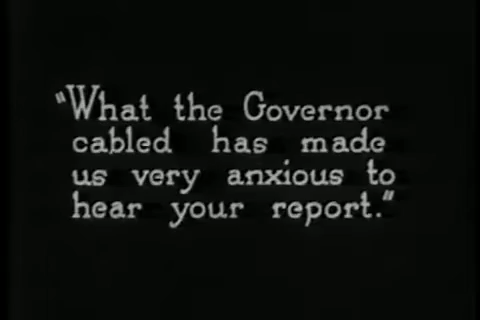 "What the Governor
cabled has made
us very anxious to
hear your report."